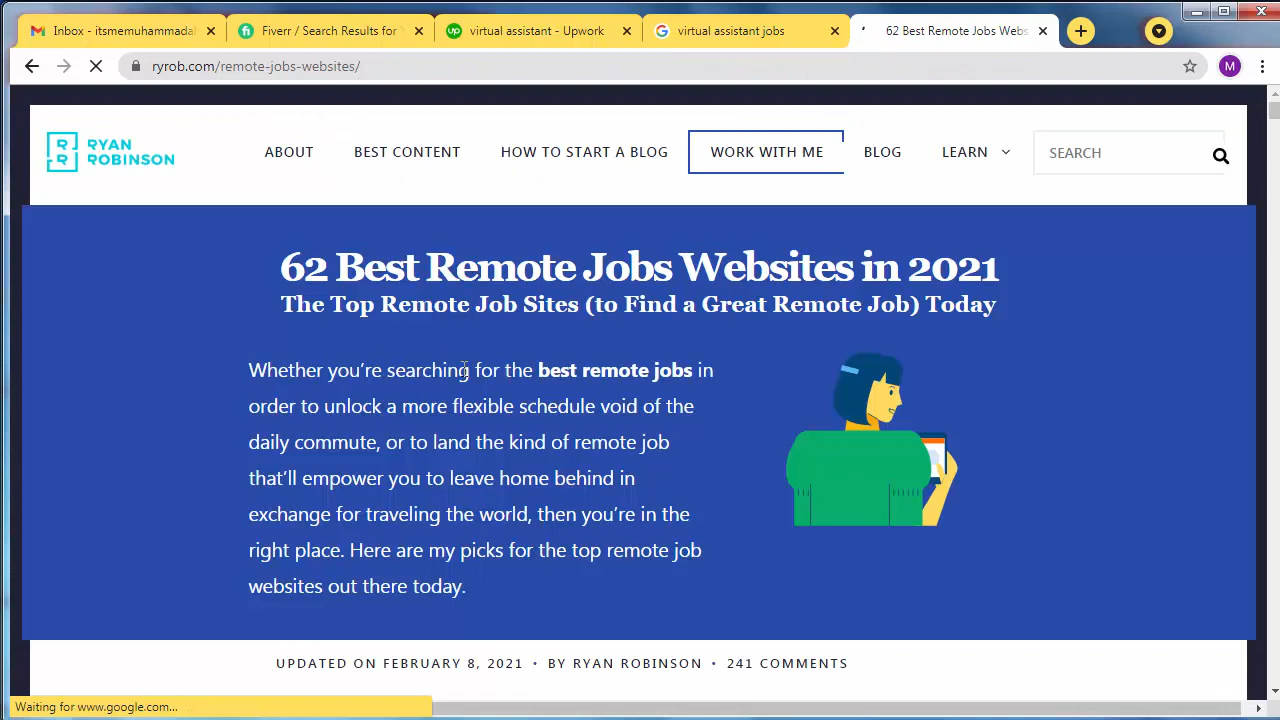 Inbox - itsmemuhammadal
Fiverr / Search Results for '
virtual assistant - Upwork
virtual assistant jobs
62 Best Remote Jobs Webs
ryrob.com/remote-jobs-websites/
M
RYAN
ROBINSON
ABOUT
BEST CONTENT
HOW TO START A BLOG
WORK WITH ME
BLOG
LEARN
SEARCH
62 Best Remote Jobs Websites in 2021
The Top Remote Job Sites (to Find a Great Remote Job) Today
Whether you’re searching for the best remote jobs in
order to unlock a more flexible schedule void of the
daily commute, or to land the kind of remote job
that’ll empower you to leave home behind in
exchange for traveling the world, then you’re in the
right place. Here are my picks for the top remote job
websites out there today.
UPDATED ON FEBRUARY 8, 2021 • BY RYAN ROBINSON • 241 COMMENTS
Waiting for www.google.com...